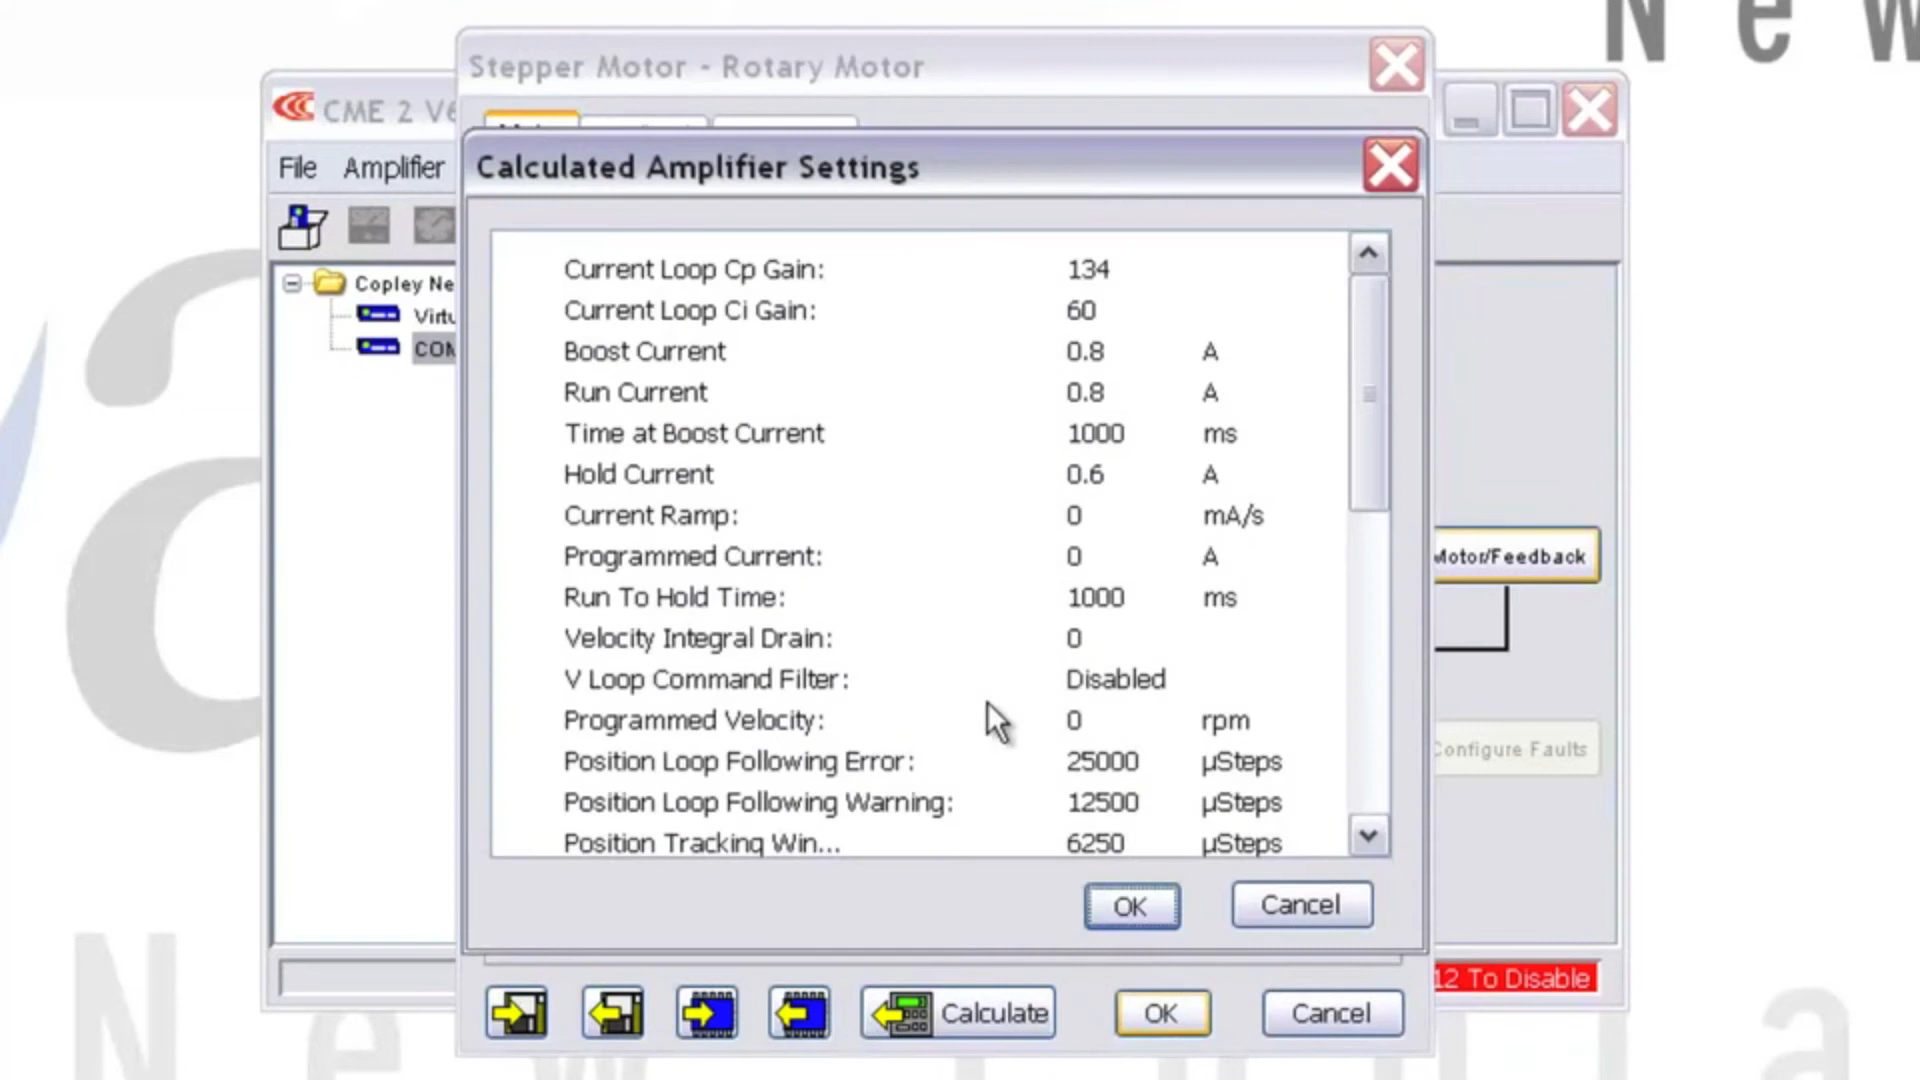 New
Stepper Motor - Rotary Motor
CME 2 V6
File Amplifier
Calculated Amplifier Settings
Copley Ne
Virtu
COM
Current Loop Cp Gain: 134
Current Loop Ci Gain: 60
Boost Current 0.8 A
Run Current 0.8 A
Time at Boost Current 1000 ms
Hold Current 0.6 A
Current Ramp: 0 mA/s
Programmed Current: 0 A
Run To Hold Time: 1000 ms
Velocity Integral Drain: 0
V Loop Command Filter: Disabled
Programmed Velocity: 0 rpm
Position Loop Following Error: 25000 µSteps
Position Loop Following Warning: 12500 µSteps
Position Tracking Win... 6250 µSteps
OK Cancel
Motor/Feedback
Configure Faults
12 To Disable
Calculate OK Cancel